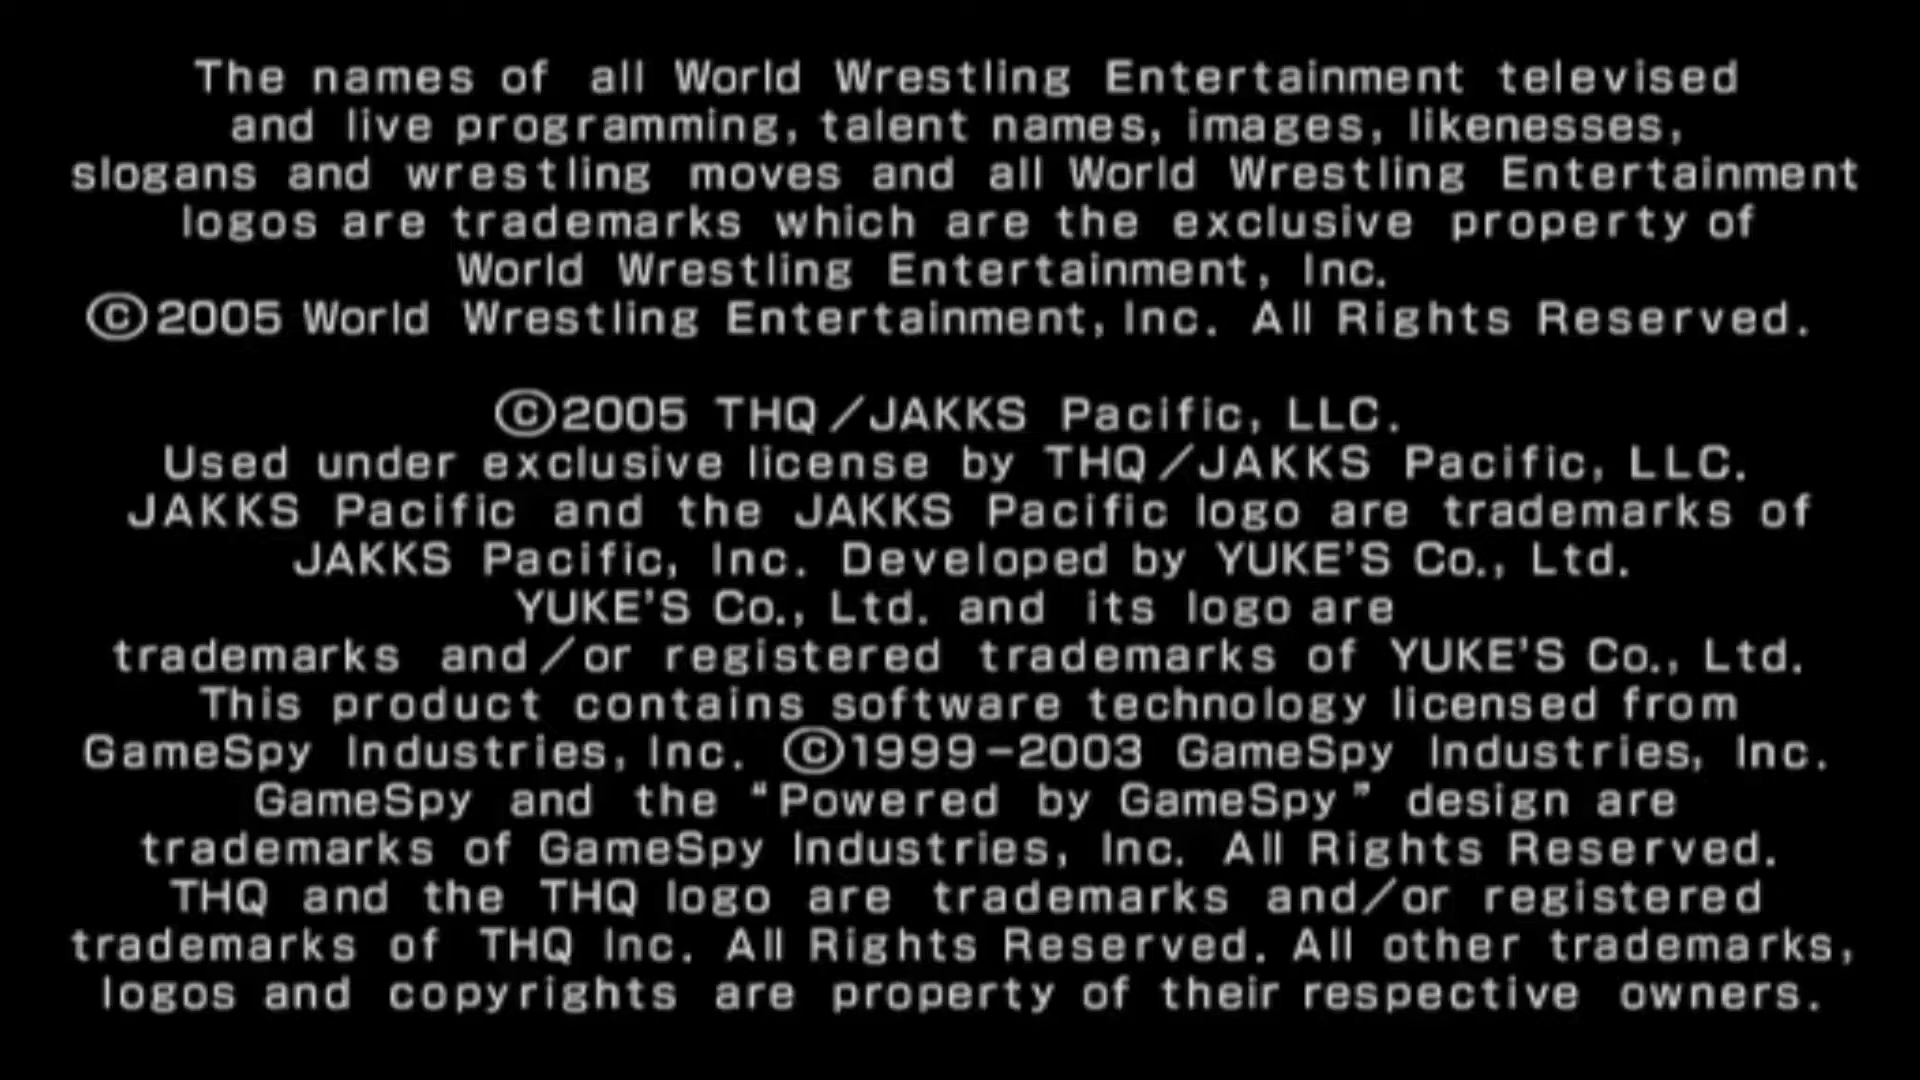 The names of all World Wrestling Entertainment televised
and live programming, talent names, images, likenesses,
slogans and wrestling moves and all World Wrestling Entertainment
logos are trademarks which are the exclusive property of
World Wrestling Entertainment, Inc.
©2005 World Wrestling Entertainment, Inc. All Rights Reserved.
©2005 THQ/JAKKS Pacific, LLC.
Used under exclusive license by THQ/JAKKS Pacific, LLC.
JAKKS Pacific and the JAKKS Pacific logo are trademarks of
JAKKS Pacific, Inc. Developed by YUKE'S Co., Ltd.
YUKE'S Co., Ltd. and its logo are
trademarks and/or registered trademarks of YUKE'S Co., Ltd.
This product contains software technology licensed from
GameSpy Industries, Inc. ©1999-2003 GameSpy Industries, Inc.
GameSpy and the “Powered by GameSpy” design are
trademarks of GameSpy Industries, Inc. All Rights Reserved.
THQ and the THQ logo are trademarks and/or registered
trademarks of THQ Inc. All Rights Reserved. All other trademarks,
logos and copyrights are property of their respective owners.